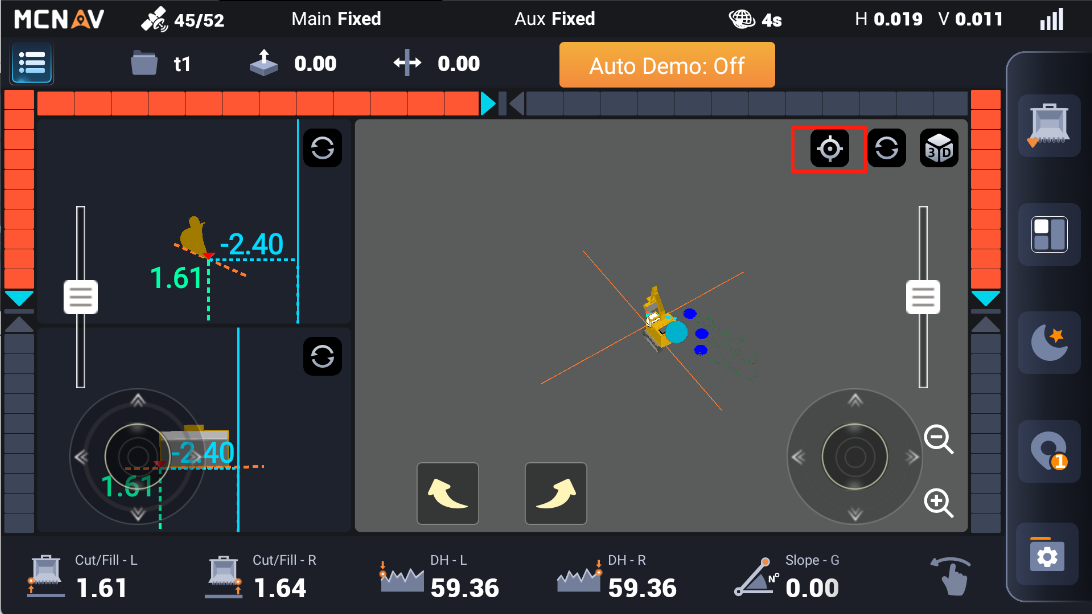 MCNAV 45/52 Main Fixed Aux Fixed 4s H 0.019 V 0.011
t1 0.00 0.00 Auto Demo: Off
3D
-2.40
1.61
-2.40
1.61
1
Cut/Fill - L
1.61
Cut/Fill - R
1.64
DH - L
59.36
DH - R
59.36
N°
Slope - G
0.00